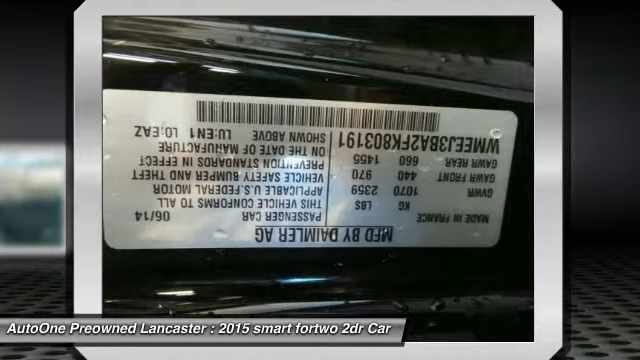 MFD BY DAIMLER AG
MADE IN FRANCE
06/14
KG LBS
GVWR 1070 2359
GAWR FRONT 440 970
GAWR REAR 660 1455
PASSENGER CAR
THIS VEHICLE CONFORMS TO ALL
APPLICABLE U.S. FEDERAL MOTOR
VEHICLE SAFETY BUMPER AND THEFT
PREVENTION STANDARDS IN EFFECT
ON THE DATE OF MANUFACTURE
SHOWN ABOVE
WMEEJ3BA2FK803191
LU:EN1 LO:EAZ
AutoOne Preowned Lancaster : 2015 smart fortwo 2dr Car